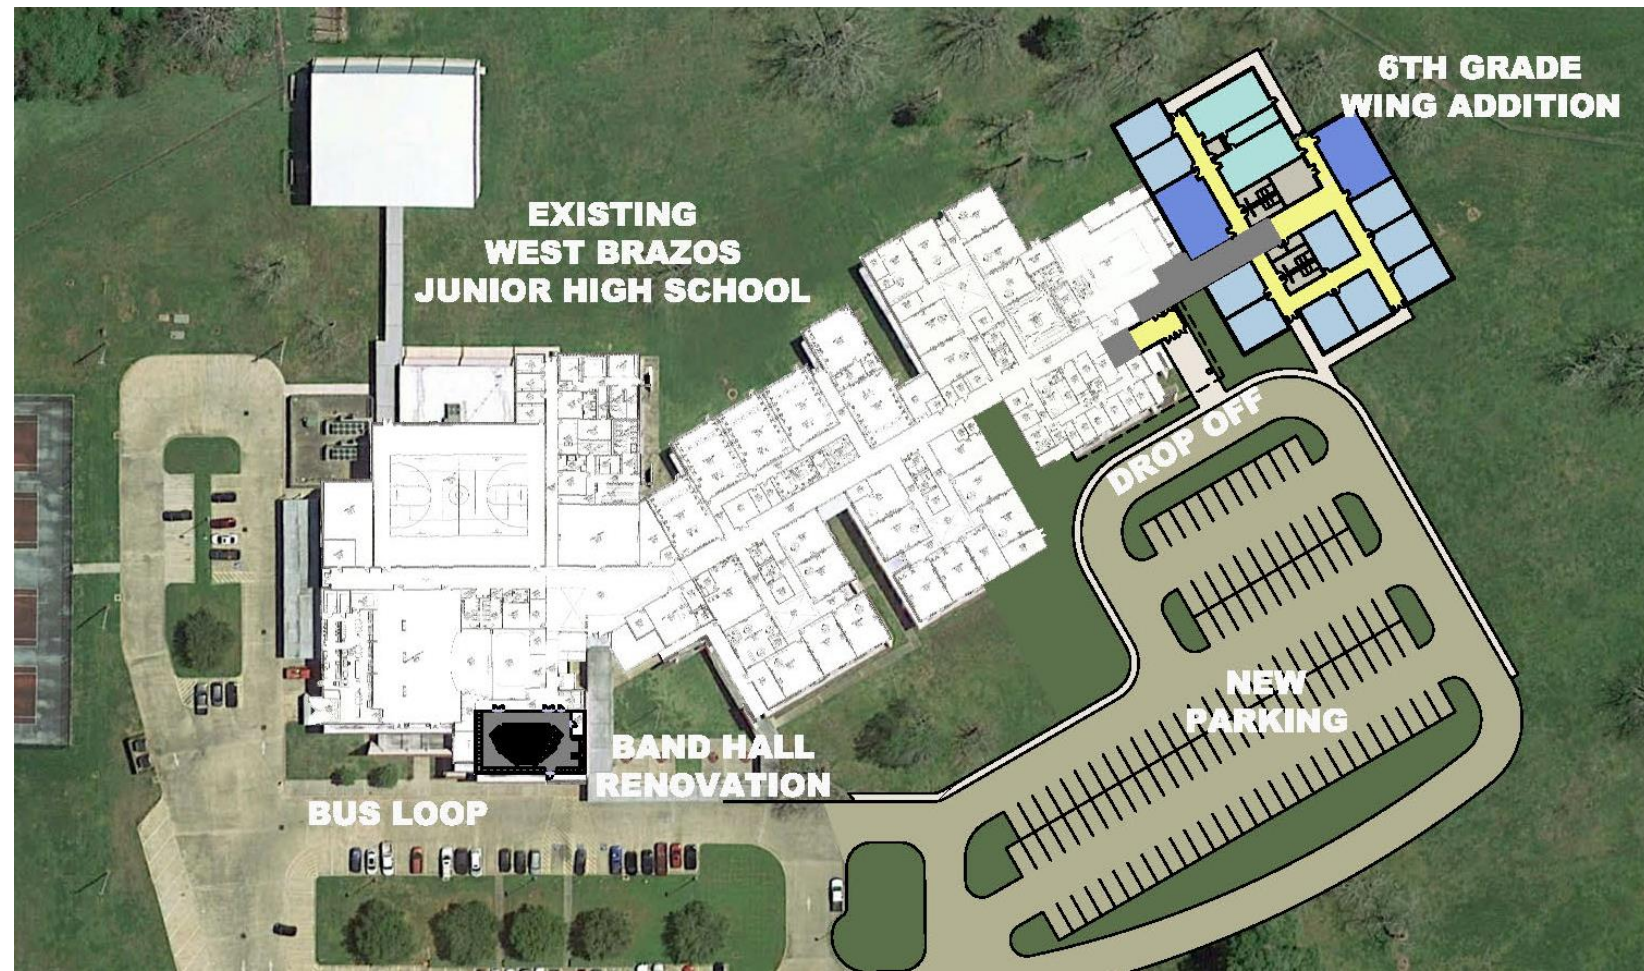 6TH GRADE
WING ADDITION
EXISTING
WEST BRAZOS
JUNIOR HIGH SCHOOL
DROP OFF
NEW
PARKING
BAND HALL
RENOVATION
BUS LOOP